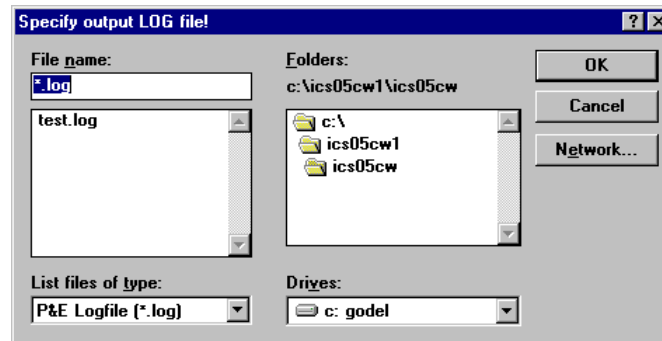 Specify output LOG file!
File name:
*.log
test.log
List files of type:
P&E Logfile (*.log)
Folders:
c:\ics05cw1\ics05cw
c:\
ics05cw1
ics05cw
Drives:
c: godel
OK
Cancel
Network...